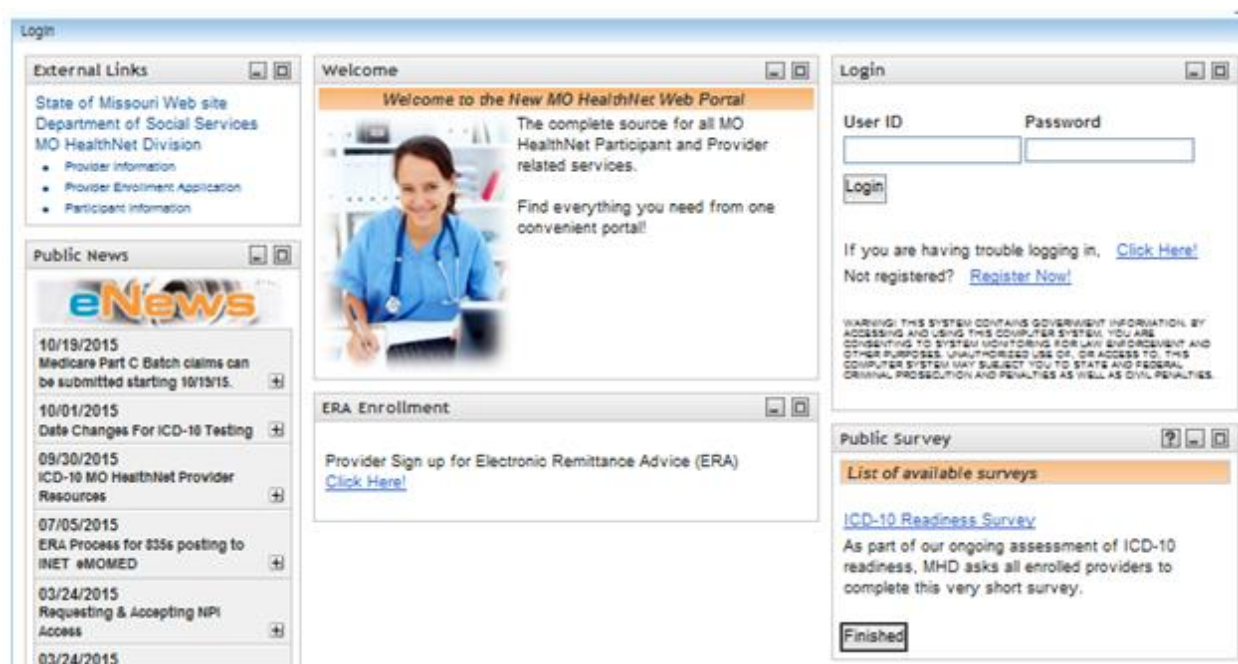 Login
External Links
State of Missouri Web site
Department of Social Services
MO HealthNet Division
Provider Information
Provider Enrollment Application
Participant Information
Public News
eNews
10/19/2015
Medicare Part C Batch claims can
be submitted starting 10/19/15.
10/01/2015
Date Changes For ICD-10 Testing
09/30/2015
ICD-10 MO HealthNet Provider
Resources
07/05/2015
ERA Process for 835s posting to
INET eMOMED
03/24/2015
Requesting & Accepting NPI
Access
03/24/2015
Welcome
Welcome to the New MO HealthNet Web Portal
The complete source for all MO
HealthNet Participant and Provider
related services.
Find everything you need from one
convenient portal!
ERA Enrollment
Provider Sign up for Electronic Remittance Advice (ERA)
Click Here!
Login
User ID Password
Login
If you are having trouble logging in, Click Here!
Not registered? Register Now!
WARNING: THIS SYSTEM CONTAINS GOVERNMENT INFORMATION. BY
ACCESSING AND USING THIS COMPUTER SYSTEM, YOU ARE
CONSENTING TO SYSTEM MONITORING FOR LAW ENFORCEMENT AND
OTHER PURPOSES. UNAUTHORIZED USE OF, OR ACCESS TO, THIS
COMPUTER SYSTEM MAY SUBJECT YOU TO STATE AND FEDERAL
CRIMINAL PROSECUTION AND PENALTIES AS WELL AS CIVIL PENALTIES.
Public Survey
List of available surveys
ICD-10 Readiness Survey
As part of our ongoing assessment of ICD-10
readiness, MHD asks all enrolled providers to
complete this very short survey.
Finished